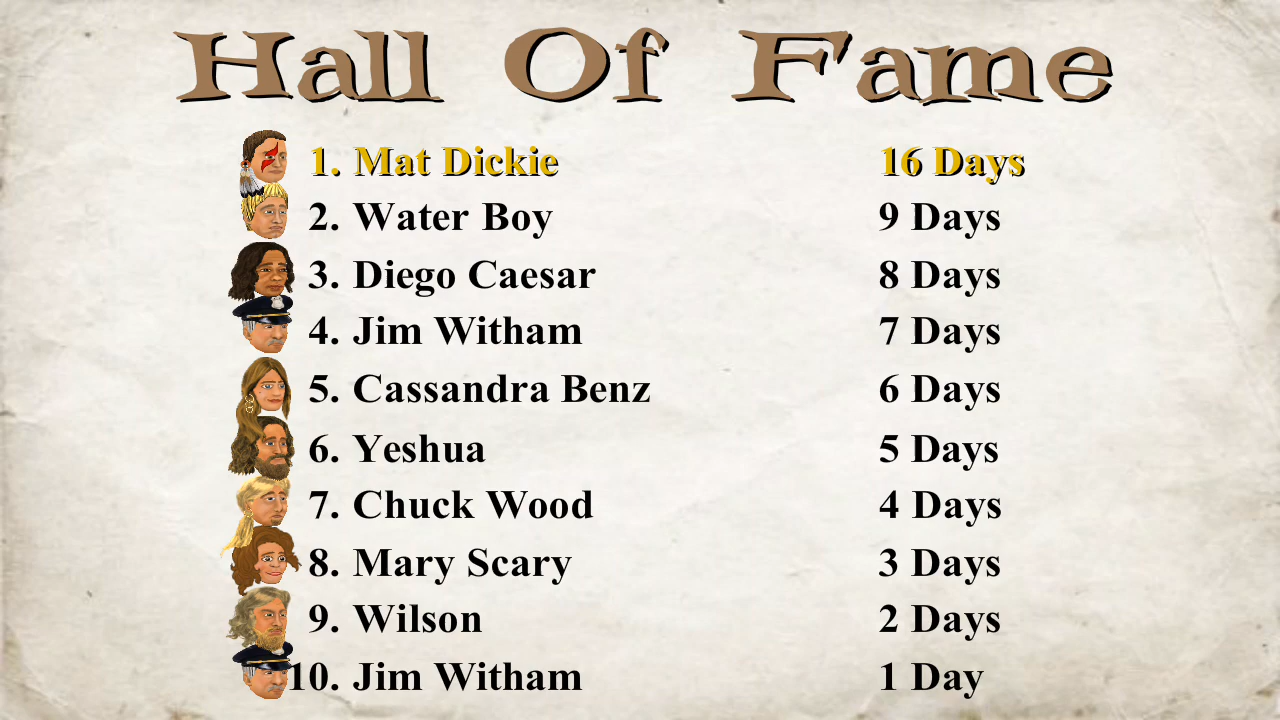 Hall Of Fame
1. Mat Dickie 16 Days
2. Water Boy 9 Days
3. Diego Caesar 8 Days
4. Jim Witham 7 Days
5. Cassandra Benz 6 Days
6. Yeshua 5 Days
7. Chuck Wood 4 Days
8. Mary Scary 3 Days
9. Wilson 2 Days
10. Jim Witham 1 Day